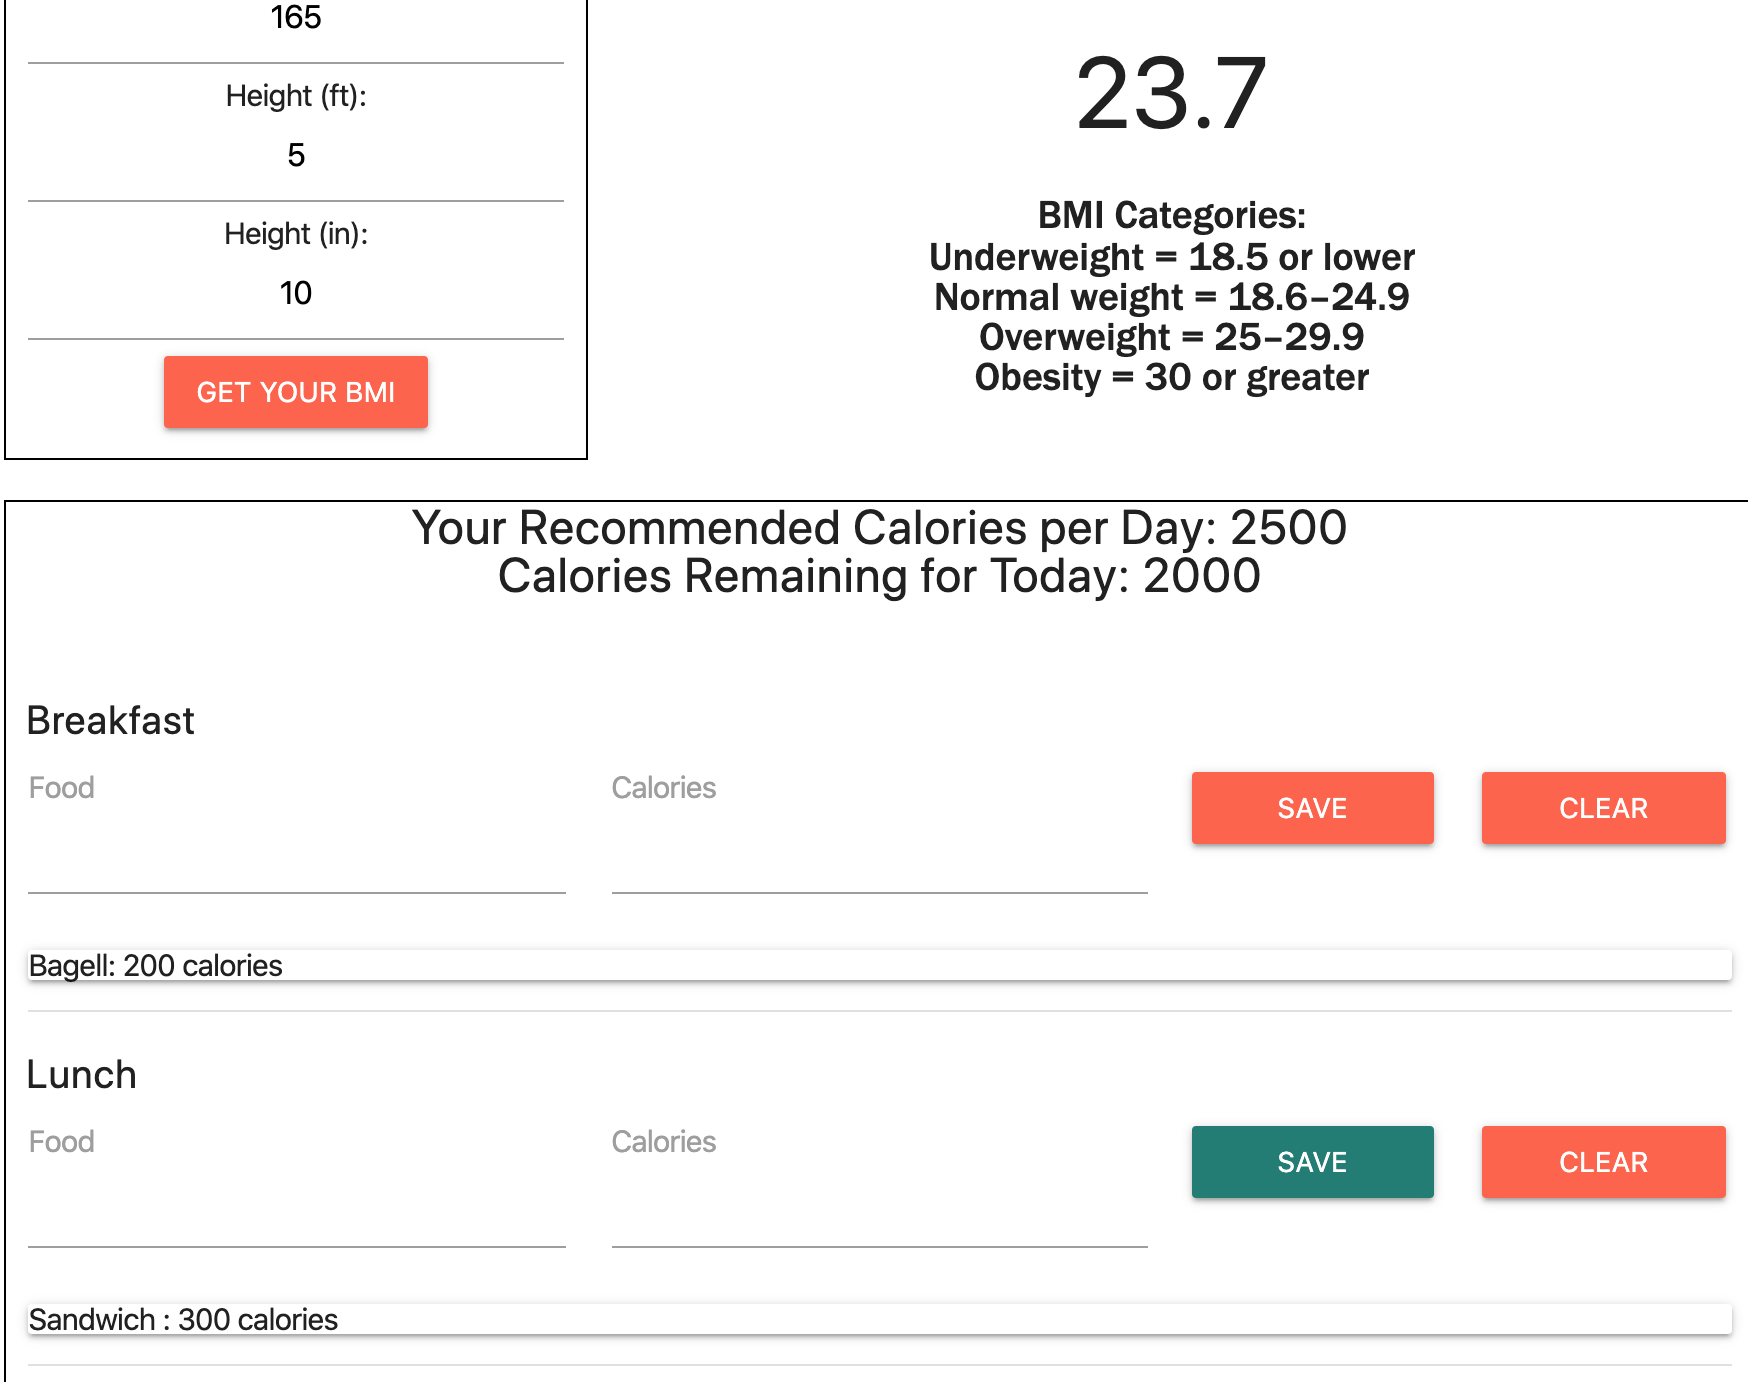 165
Height (ft):
5
Height (in):
10
GET YOUR BMI
23.7
BMI Categories:
Underweight = 18.5 or lower
Normal weight = 18.6–24.9
Overweight = 25–29.9
Obesity = 30 or greater
Your Recommended Calories per Day: 2500
Calories Remaining for Today: 2000
Breakfast
Food Calories SAVE CLEAR
Bagell: 200 calories
Lunch
Food Calories SAVE CLEAR
Sandwich : 300 calories